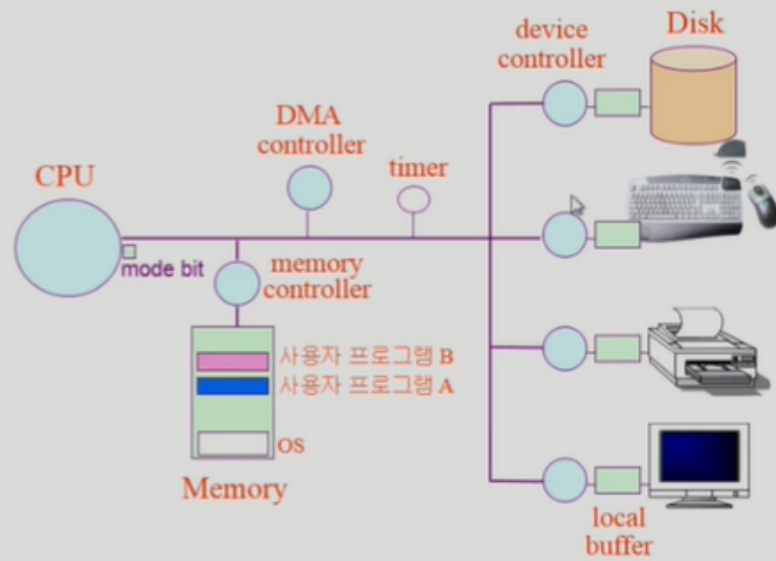 device
controller
Disk
DMA
controller
timer
CPU
mode bit
memory
controller
사용자 프로그램 B
사용자 프로그램 A
OS
Memory
local
buffer